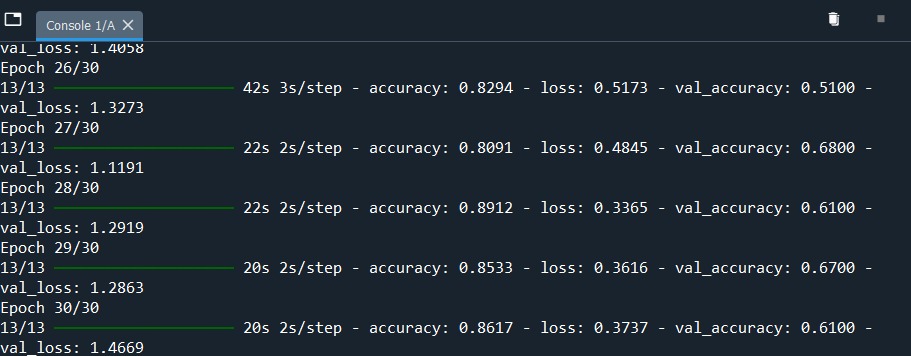 Console 1/A
val_loss: 1.4058
Epoch 26/30
13/13 ━━━━━━━━━━━━━━━━━━━━ 42s 3s/step - accuracy: 0.8294 - loss: 0.5173 - val_accuracy: 0.5100 -
val_loss: 1.3273
Epoch 27/30
13/13 ━━━━━━━━━━━━━━━━━━━━ 22s 2s/step - accuracy: 0.8091 - loss: 0.4845 - val_accuracy: 0.6800 -
val_loss: 1.1191
Epoch 28/30
13/13 ━━━━━━━━━━━━━━━━━━━━ 22s 2s/step - accuracy: 0.8912 - loss: 0.3365 - val_accuracy: 0.6100 -
val_loss: 1.2919
Epoch 29/30
13/13 ━━━━━━━━━━━━━━━━━━━━ 20s 2s/step - accuracy: 0.8533 - loss: 0.3616 - val_accuracy: 0.6700 -
val_loss: 1.2863
Epoch 30/30
13/13 ━━━━━━━━━━━━━━━━━━━━ 20s 2s/step - accuracy: 0.8617 - loss: 0.3737 - val_accuracy: 0.6100 -
val_loss: 1.4669